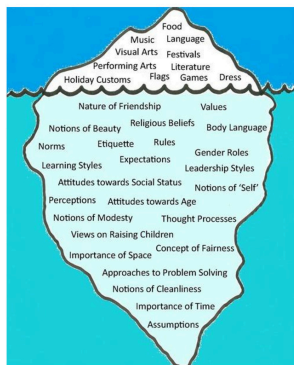 Food
Music Language
Visual Arts Festivals
Performing Arts Literature
Holiday Customs Flags Games Dress
Nature of Friendship Values
Notions of Beauty Religious Beliefs Body Language
Norms Etiquette Rules
Expectations Gender Roles
Learning Styles Leadership Styles
Attitudes towards Social Status Notions of ‘Self’
Perceptions Attitudes towards Age
Notions of Modesty Thought Processes
Views on Raising Children
Importance of Space Concept of Fairness
Approaches to Problem Solving
Notions of Cleanliness
Importance of Time
Assumptions